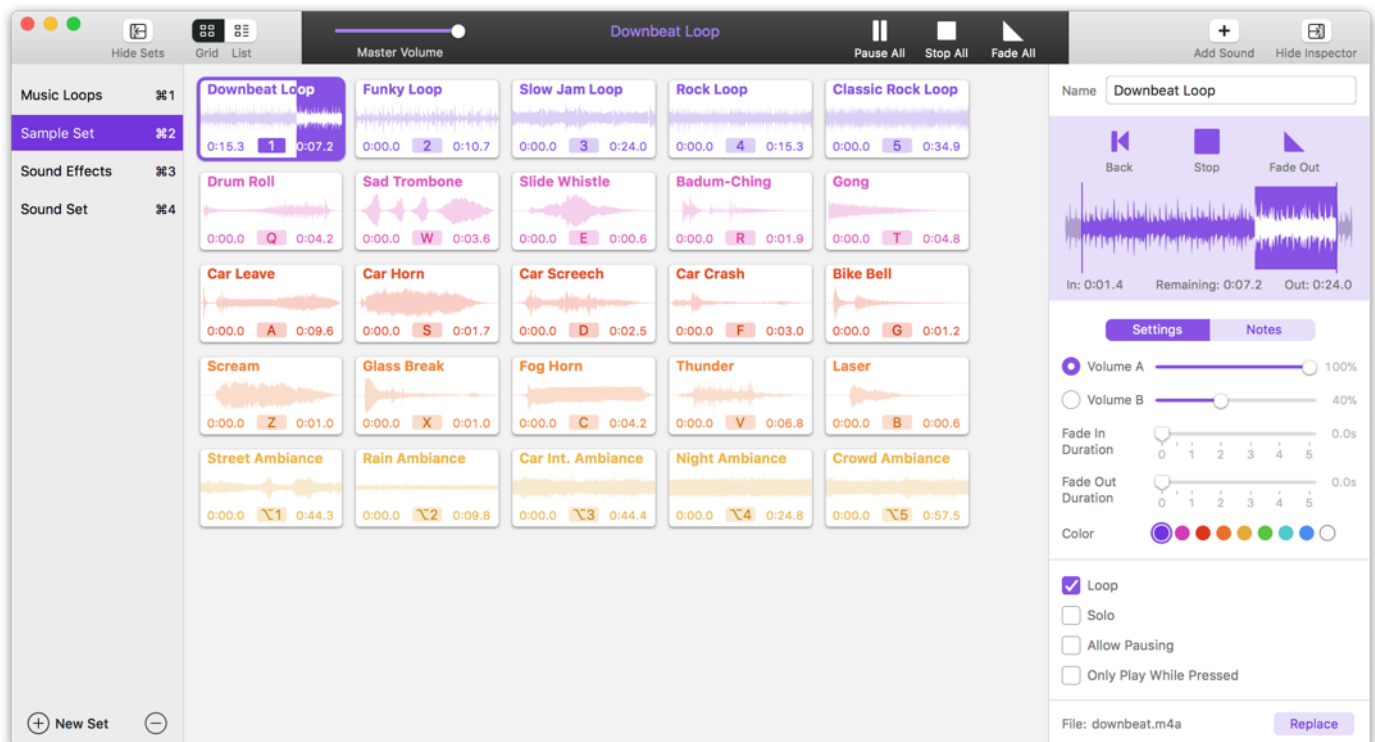 Hide Sets
Grid List
Master Volume
Downbeat Loop
Pause All Stop All Fade All
Add Sound Hide Inspector
Music Loops ⌘1
Sample Set ⌘2
Sound Effects ⌘3
Sound Set ⌘4
New Set
Downbeat Loop
0:15.3 1 0:07.2
Funky Loop
0:00.0 2 0:10.7
Slow Jam Loop
0:00.0 3 0:24.0
Rock Loop
0:00.0 4 0:15.3
Classic Rock Loop
0:00.0 5 0:34.9
Drum Roll
0:00.0 Q 0:04.2
Sad Trombone
0:00.0 W 0:03.6
Slide Whistle
0:00.0 E 0:00.6
Badum-Ching
0:00.0 R 0:01.9
Gong
0:00.0 T 0:04.8
Car Leave
0:00.0 A 0:09.6
Car Horn
0:00.0 S 0:01.7
Car Screech
0:00.0 D 0:02.5
Car Crash
0:00.0 F 0:03.0
Bike Bell
0:00.0 G 0:01.2
Scream
0:00.0 Z 0:01.0
Glass Break
0:00.0 X 0:01.0
Fog Horn
0:00.0 C 0:04.2
Thunder
0:00.0 V 0:06.8
Laser
0:00.0 B 0:00.6
Street Ambiance
0:00.0 ⌥1 0:44.3
Rain Ambiance
0:00.0 ⌥2 0:09.8
Car Int. Ambiance
0:00.0 ⌥3 0:44.4
Night Ambiance
0:00.0 ⌥4 0:24.8
Crowd Ambiance
0:00.0 ⌥5 0:57.5
Name Downbeat Loop
Back Stop Fade Out
In: 0:01.4 Remaining: 0:07.2 Out: 0:24.0
Settings Notes
Volume A 100%
Volume B 40%
Fade In
Duration
0.0s
0 1 2 3 4 5
Fade Out
Duration
0.0s
0 1 2 3 4 5
Color
Loop
Solo
Allow Pausing
Only Play While Pressed
File: downbeat.m4a Replace